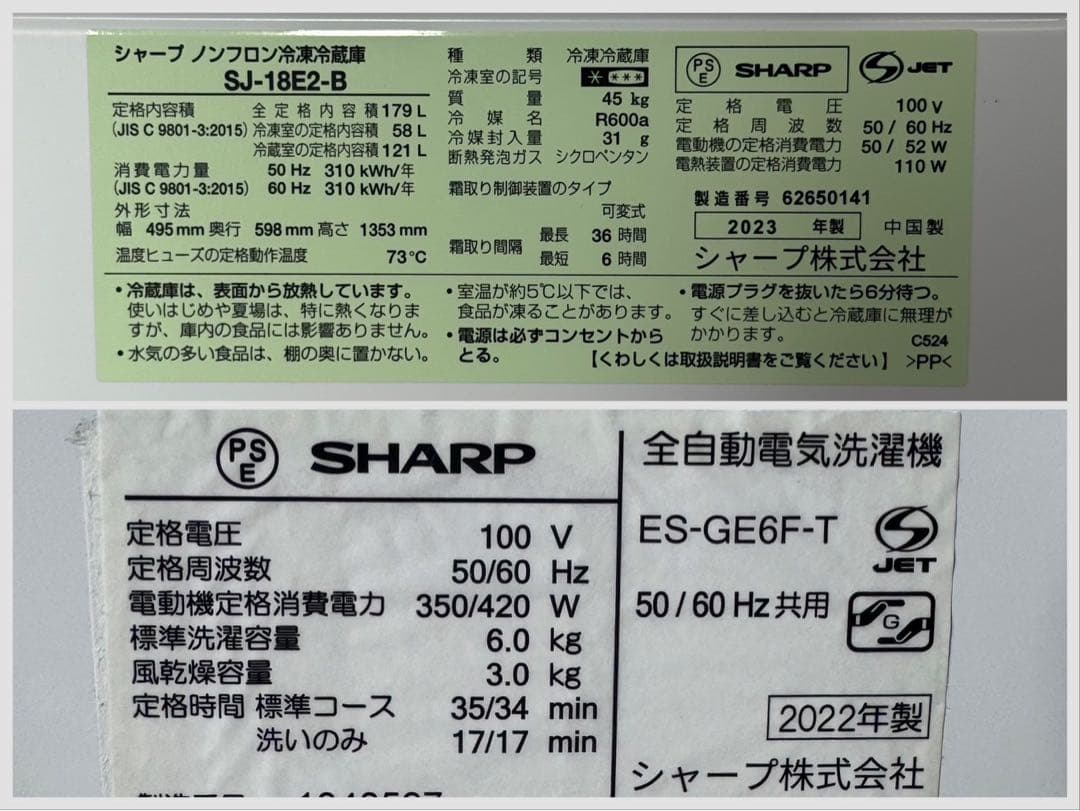 シャープ ノンフロン冷凍冷蔵庫
SJ-18E2-B
定格内容積 全定格内容積 179 L
(JIS C 9801-3:2015) 冷凍室の定格内容積 58 L
冷蔵室の定格内容積 121 L
消費電力量 50 Hz 310 kWh/年
(JIS C 9801-3:2015) 60 Hz 310 kWh/年
外形寸法
幅 495 mm 奥行 598 mm 高さ 1353 mm
温度ヒューズの定格動作温度 73℃
種類 冷凍冷蔵庫
冷凍室の記号
質量 45 kg
冷媒名 R600a
冷媒封入量 31 g
断熱発泡ガス シクロペンタン
霜取り制御装置のタイプ
可変式
霜取り間隔 最長 36 時間
最短 6 時間
PSE SHARP JET
定格電圧 100 V
定格周波数 50 / 60 Hz
電動機の定格消費電力 50 / 52 W
電熱装置の定格消費電力 110 W
製造番号 62650141
2023 年製 中国製
シャープ株式会社
・冷蔵庫は、表面から放熱しています。
使いはじめや夏場は、特に熱くなりま
すが、庫内の食品には影響ありません。
・水気の多い食品は、棚の奥に置かない。
・室温が約5℃以下では、
食品が凍ることがあります。
・電源は必ずコンセントから
とる。
・電源プラグを抜いたら6分待つ。
すぐに差し込むと冷蔵庫に無理が
かかります。
C524
【くわしくは取扱説明書をご覧ください】 >PP<
PSE SHARP
定格電圧 100 V
定格周波数 50/60 Hz
電動機定格消費電力 350/420 W
標準洗濯容量 6.0 kg
風乾燥容量 3.0 kg
定格時間 標準コース 35/34 min
洗いのみ 17/17 min
全自動電気洗濯機
ES-GE6F-T
JET
50 / 60 Hz 共用
G
2022年製
シャープ株式会社